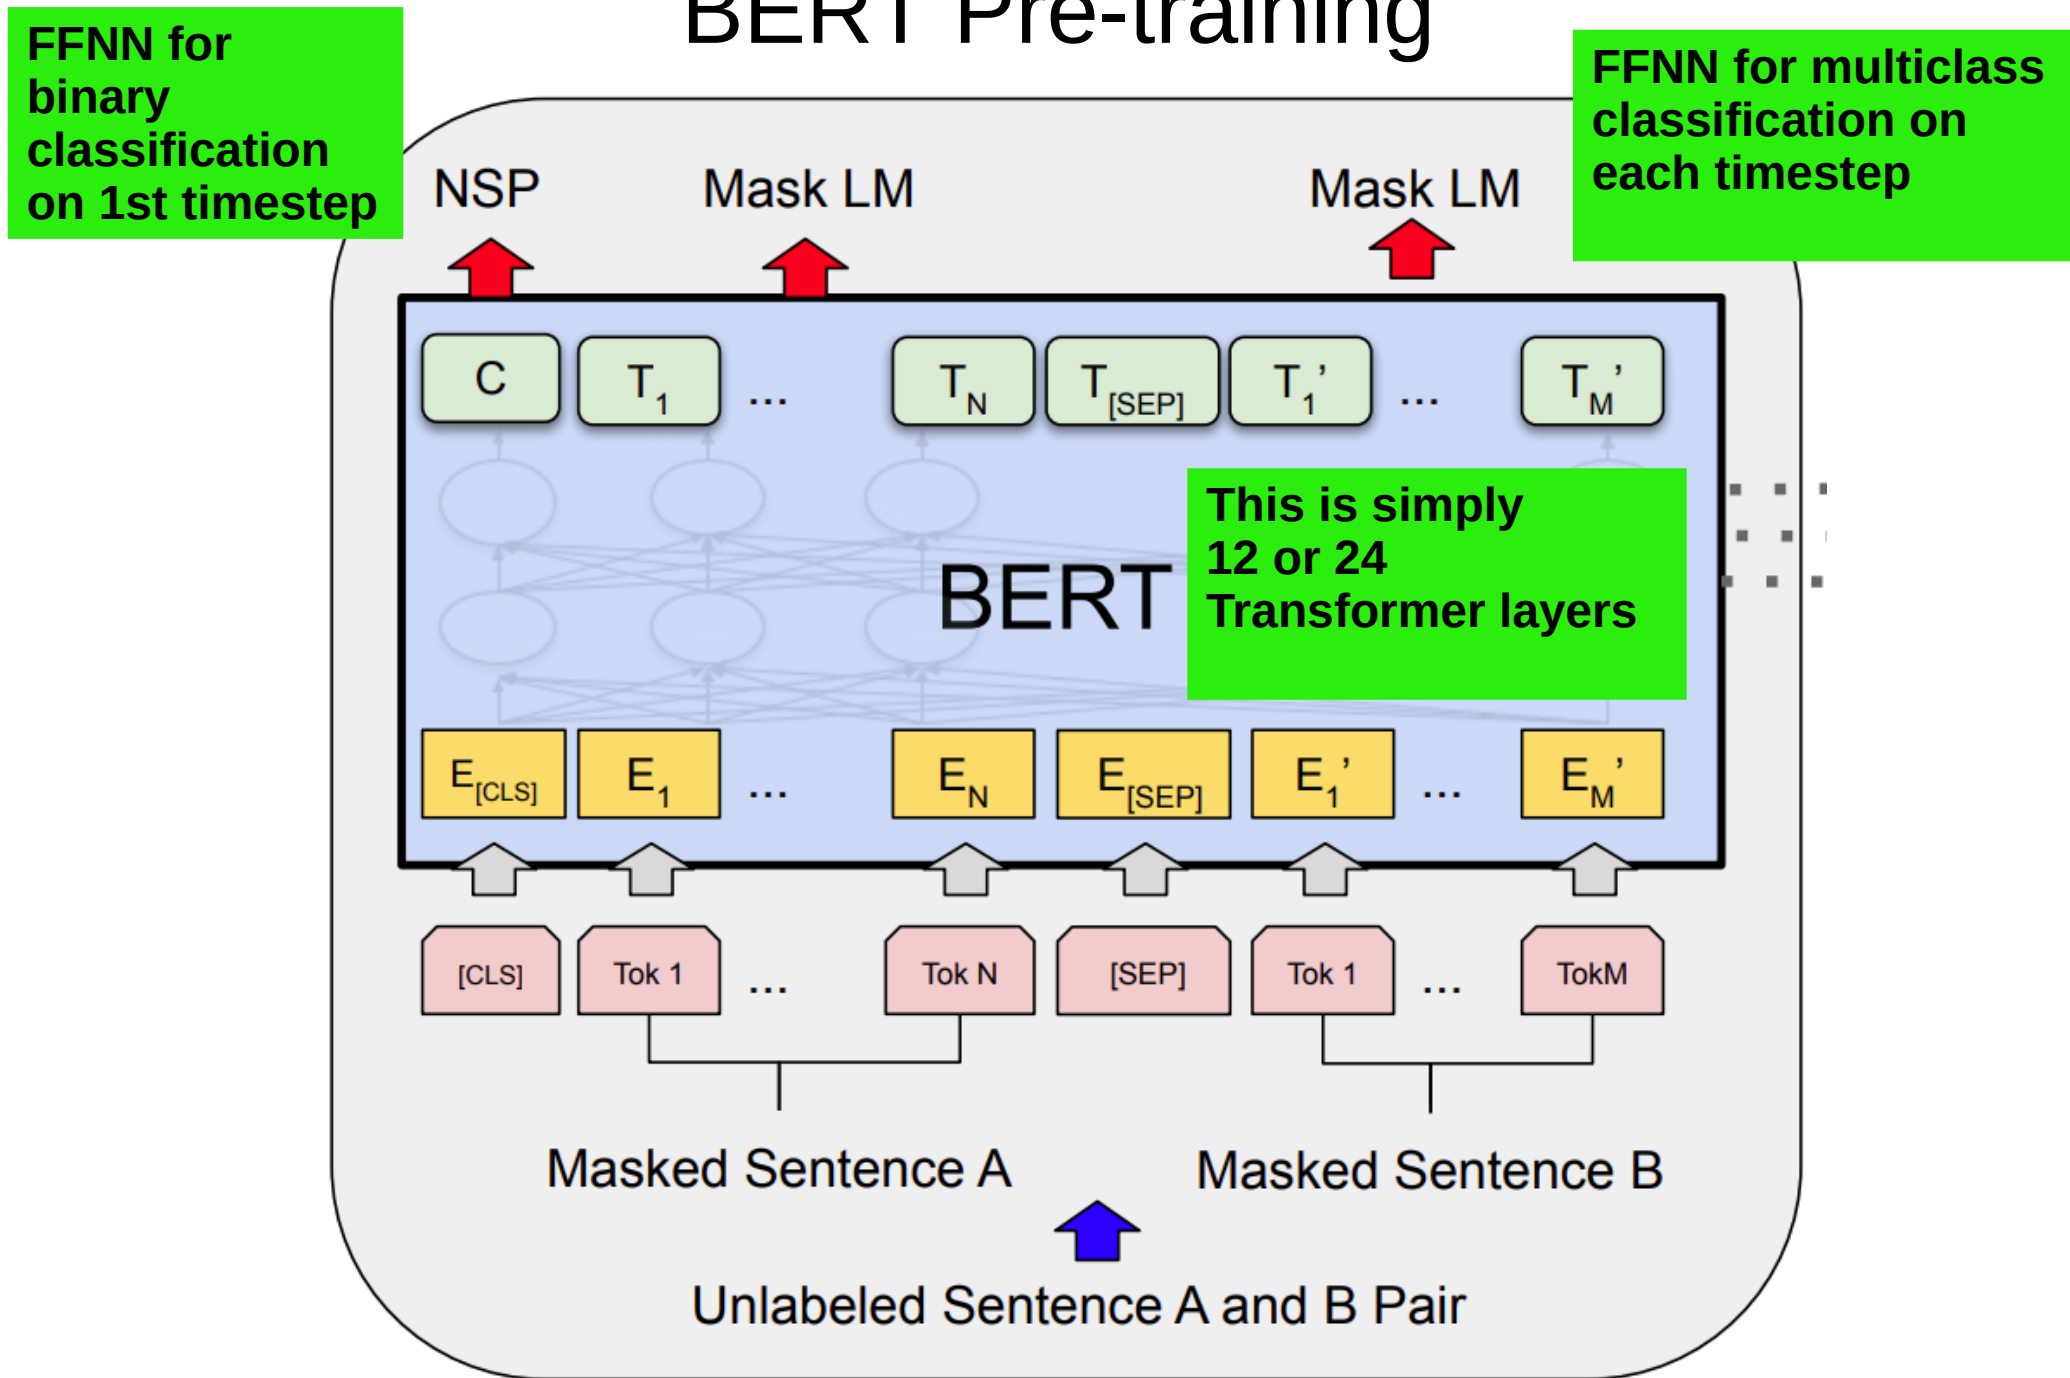 BERT Pre-training
FFNN for
binary
classification
on 1st timestep
FFNN for multiclass
classification on
each timestep
NSP Mask LM Mask LM
C T1 ... TN T[SEP] T1' ... TM'
This is simply
12 or 24
Transformer layers
BERT
E[CLS] E1 ... EN E[SEP] E1' ... EM'
[CLS] Tok 1 ... Tok N [SEP] Tok 1 ... TokM
Masked Sentence A Masked Sentence B
Unlabeled Sentence A and B Pair